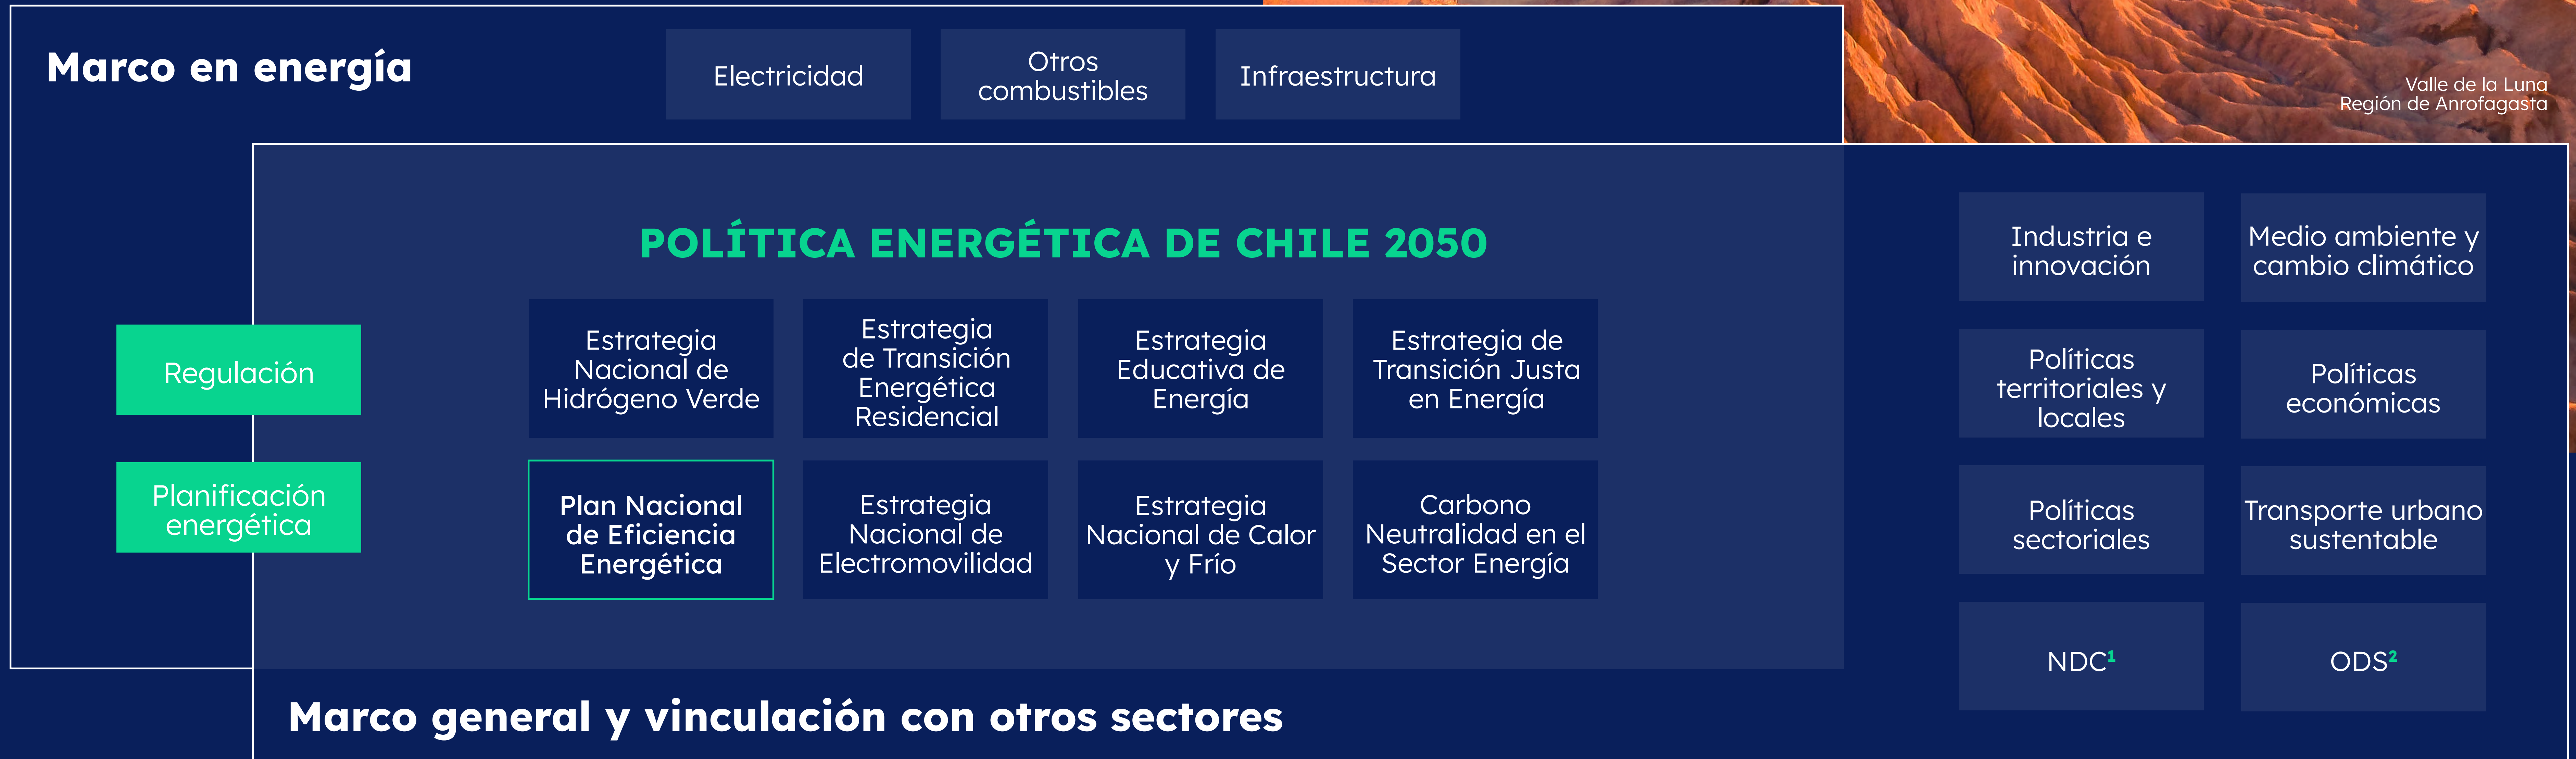 Marco en energía
Electricidad
Otros
combustibles
Infraestructura
Valle de la Luna
Región de Anrofagasta
POLÍTICA ENERGÉTICA DE CHILE 2050
Regulación
Planificación
energética
Estrategia
Nacional de
Hidrógeno Verde
Estrategia
de Transición
Energética
Residencial
Estrategia
Educativa de
Energía
Estrategia de
Transición Justa
en Energía
Plan Nacional
de Eficiencia
Energética
Estrategia
Nacional de
Electromovilidad
Estrategia
Nacional de Calor
y Frío
Carbono
Neutralidad en el
Sector Energía
Industria e
innovación
Medio ambiente y
cambio climático
Políticas
territoriales y
locales
Políticas
económicas
Políticas
sectoriales
Transporte urbano
sustentable
NDC¹
ODS²
Marco general y vinculación con otros sectores